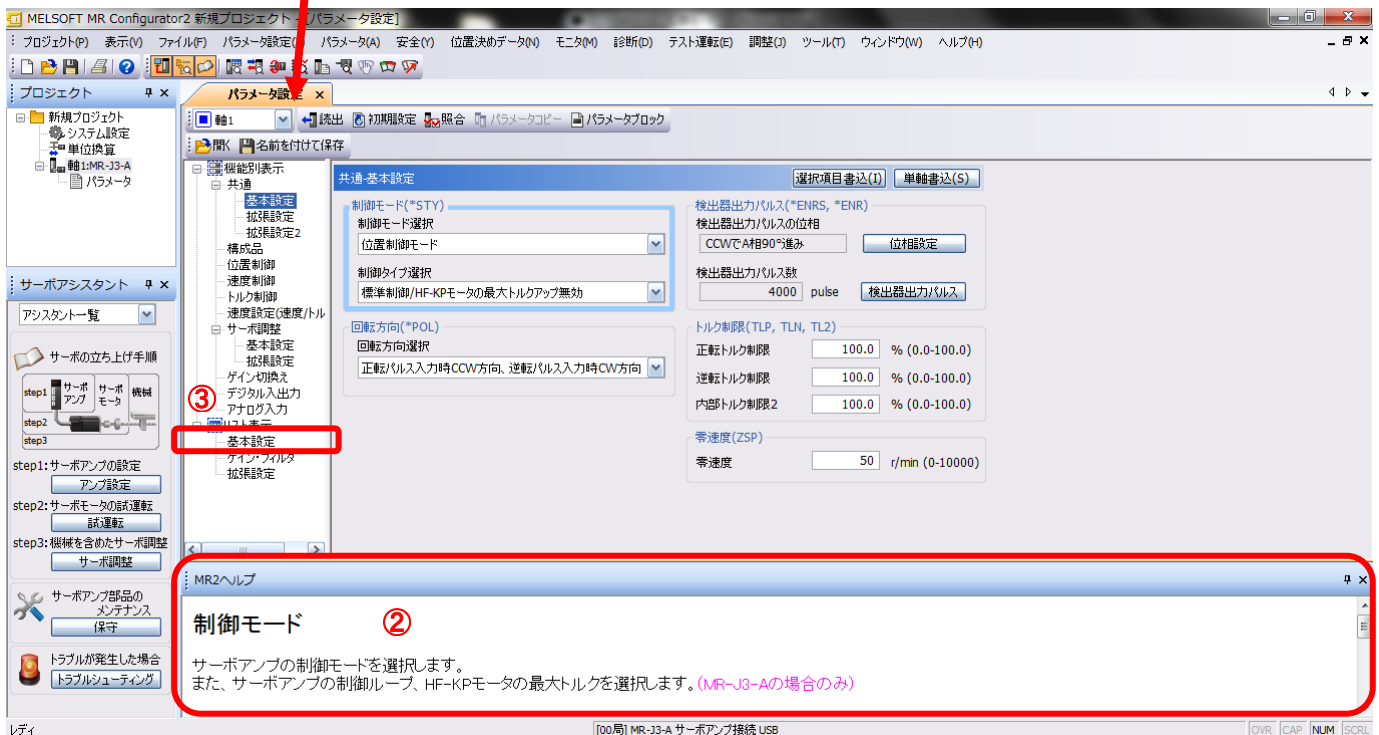 MELSOFT MR Configurator2 新規プロジェクト - [パラメータ設定]
プロジェクト(P) 表示(V) ファイル(F) パラメータ設定(Z) パラメータ(A) 安全(Y) 位置決めデータ(N) モニタ(M) 診断(D) テスト運転(E) 調整(J) ツール(T) ウィンドウ(W) ヘルプ(H)
プロジェクト
新規プロジェクト
システム設定
単位換算
軸1:MR-J3-A
パラメータ
サーボアシスタント
アシスタント一覧
サーボの立ち上げ手順
step1
サーボ
アンプ
サーボ
モータ
機械
step2
step3
step1:サーボアンプの設定
アンプ設定
step2:サーボモータの試運転
試運転
step3:機械を含めたサーボ調整
サーボ調整
サーボアンプ部品の
メンテナンス
保守
トラブルが発生した場合
トラブルシューティング
パラメータ設定
軸1 読出 初期設定 照合 パラメータコピー パラメータブロック
開く 名前を付けて保存
機能別表示
共通
基本設定
拡張設定
拡張設定2
構成品
位置制御
速度制御
トルク制御
速度設定(速度/トル
サーボ調整
基本設定
拡張設定
ゲイン切換え
デジタル入出力
アナログ入力
③
リスト表示
基本設定
ゲイン・フィルタ
拡張設定
共通-基本設定
選択項目書込(I) 単軸書込(S)
制御モード(*STY)
制御モード選択
位置制御モード
制御タイプ選択
標準制御/HF-KPモータの最大トルクアップ無効
回転方向(*POL)
回転方向選択
正転パルス入力時CCW方向、逆転パルス入力時CW方向
検出器出力パルス(*ENRS, *ENR)
検出器出力パルスの位相
CCWでA相90°進み 位相設定
検出器出力パルス数
4000 pulse 検出器出力パルス
トルク制限(TLP, TLN, TL2)
正転トルク制限 100.0 % (0.0-100.0)
逆転トルク制限 100.0 % (0.0-100.0)
内部トルク制限2 100.0 % (0.0-100.0)
零速度(ZSP)
零速度 50 r/min (0-10000)
MR2ヘルプ
制御モード
②
サーボアンプの制御モードを選択します。
また、サーボアンプの制御ループ、HF-KPモータの最大トルクを選択します。(MR-J3-Aの場合のみ)
レディ [00局] MR-J3-A サーボアンプ接続 USB OVR CAP NUM SCRL